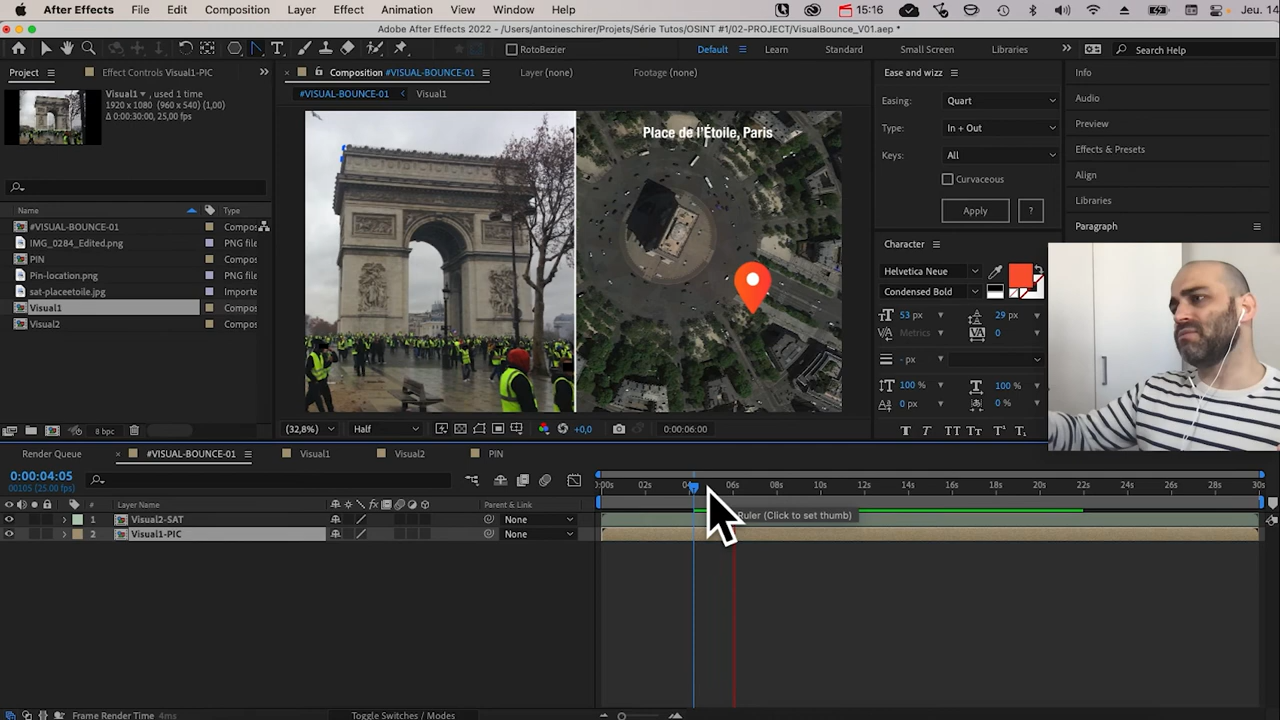 After Effects File Edit Composition Layer Effect Animation View Window Help 15:16 Jeu. 14
Adobe After Effects 2022 - /Users/antoineschirer/Projets/Série Tutos/OSINT #1/02-PROJECT/VisualBounce_V01.aep *
RotoBezier Default Learn Standard Small Screen Libraries Search Help
Project Effect Controls Visual1-PIC
Composition #VISUAL-BOUNCE-01 Layer (none) Footage (none)
#VISUAL-BOUNCE-01 Visual1
Visual1 , used 1 time
1920 x 1080 (960 x 540) (1,00)
Δ 0:00:30:00, 25,00 fps
Name Type
#VISUAL-BOUNCE-01 Compo
IMG_0284_Edited.png PNG file
PIN Compo
Pin-location.png PNG file
sat-placeetoile.jpg Importe
Visual1 Compo
Visual2 Compo
8 bpc
Place de l'Étoile, Paris
(32,8%) Half +0,0 0:00:06:00
Ease and wizz
Easing: Quart
Type: In + Out
Keys: All
Curvaceous
Apply ?
Character
Helvetica Neue
Condensed Bold
53 px 29 px
Metrics 0
- px
100 % 100 %
0 px 0 %
T T TT Tt T¹ T₁
Info
Audio
Preview
Effects & Presets
Align
Libraries
Paragraph
Render Queue #VISUAL-BOUNCE-01 Visual1 Visual2 PIN
0:00:04:05
00105 (25.00 fps)
# Layer Name Parent & Link
1 Visual2-SAT None
2 Visual1-PIC None
:00s 02s 04s 06s 08s 10s 12s 14s 16s 18s 20s 22s 24s 26s 28s 30s
Ruler (Click to set thumb)
Frame Render Time 4ms Toggle Switches / Modes